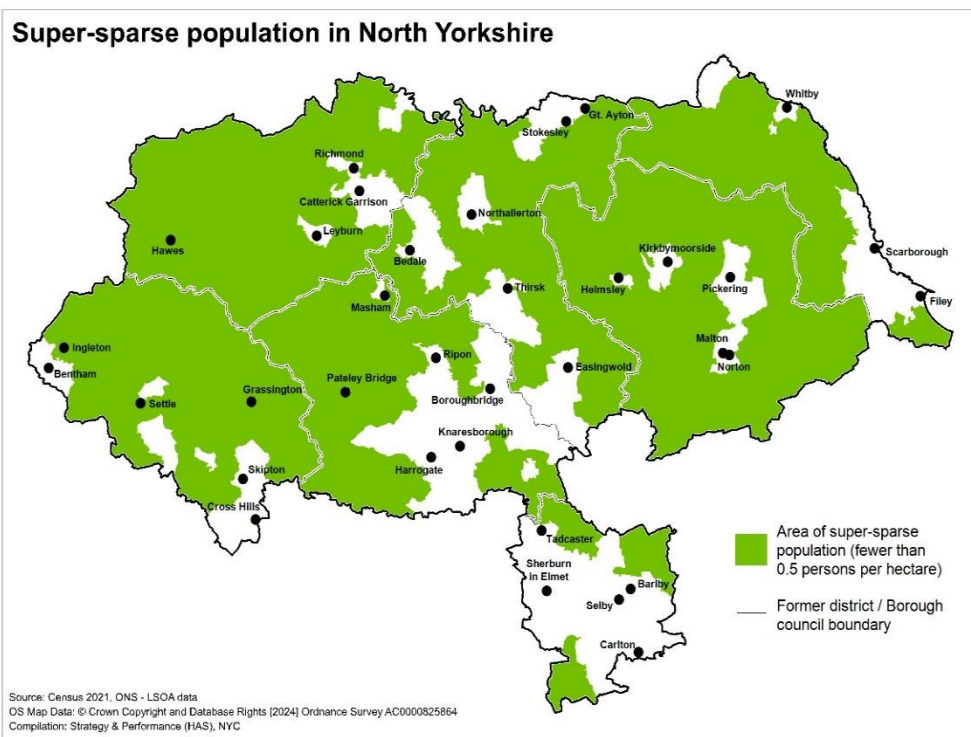 Super-sparse population in North Yorkshire
Whitby
Gt. Ayton
Stokesley
Richmond
Catterick Garrison
Northallerton
Leyburn
Hawes
Bedale
Kirkbymoorside
Scarborough
Helmsley
Pickering
Thirsk
Masham
Filey
Malton
Norton
Ingleton
Bentham
Ripon
Easingwold
Pateley Bridge
Grassington
Settle
Boroughbridge
Knaresborough
Harrogate
Skipton
Cross Hills
Tadcaster
Sherburn
in Elmet
Barlby
Selby
Carlton
Area of super-sparse
population (fewer than
0.5 persons per hectare)
Former district / Borough
council boundary
Source: Census 2021, ONS - LSOA data
OS Map Data: © Crown Copyright and Database Rights [2024] Ordnance Survey AC0000825864
Compilation: Strategy & Performance (HAS), NYC